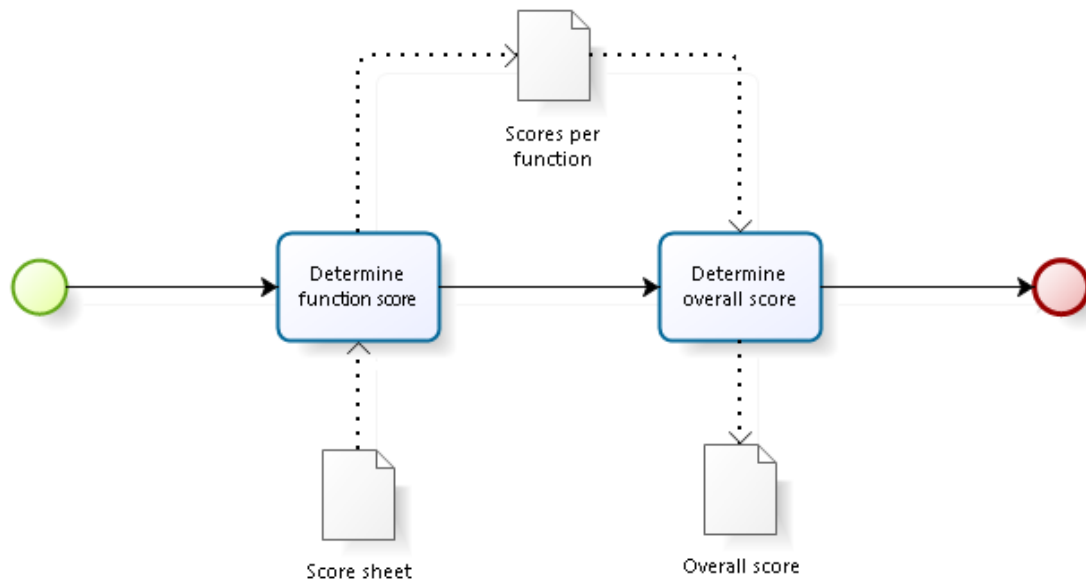 Scores per
function
Determine
function score
Determine
overall score
Score sheet
Overall score